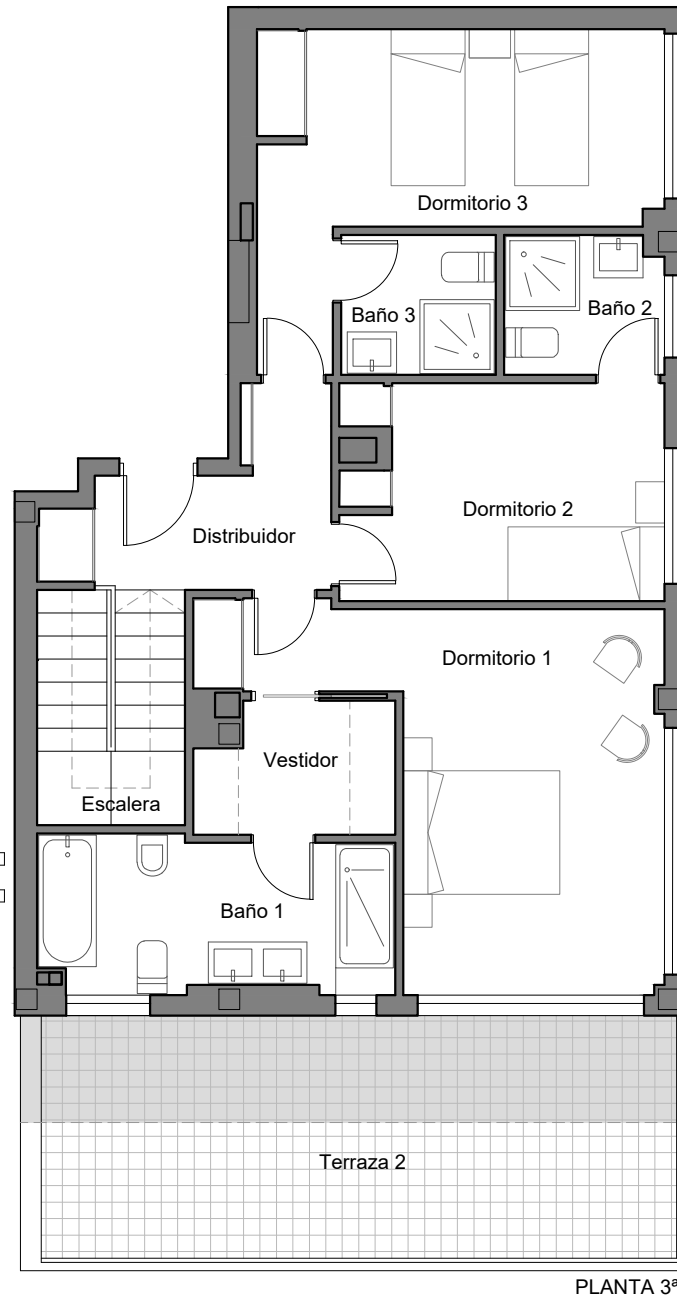 Dormitorio 3
Baño 3
Baño 2
Dormitorio 2
Distribuidor
Dormitorio 1
Vestidor
Escalera
Baño 1
Terraza 2
PLANTA 3ª